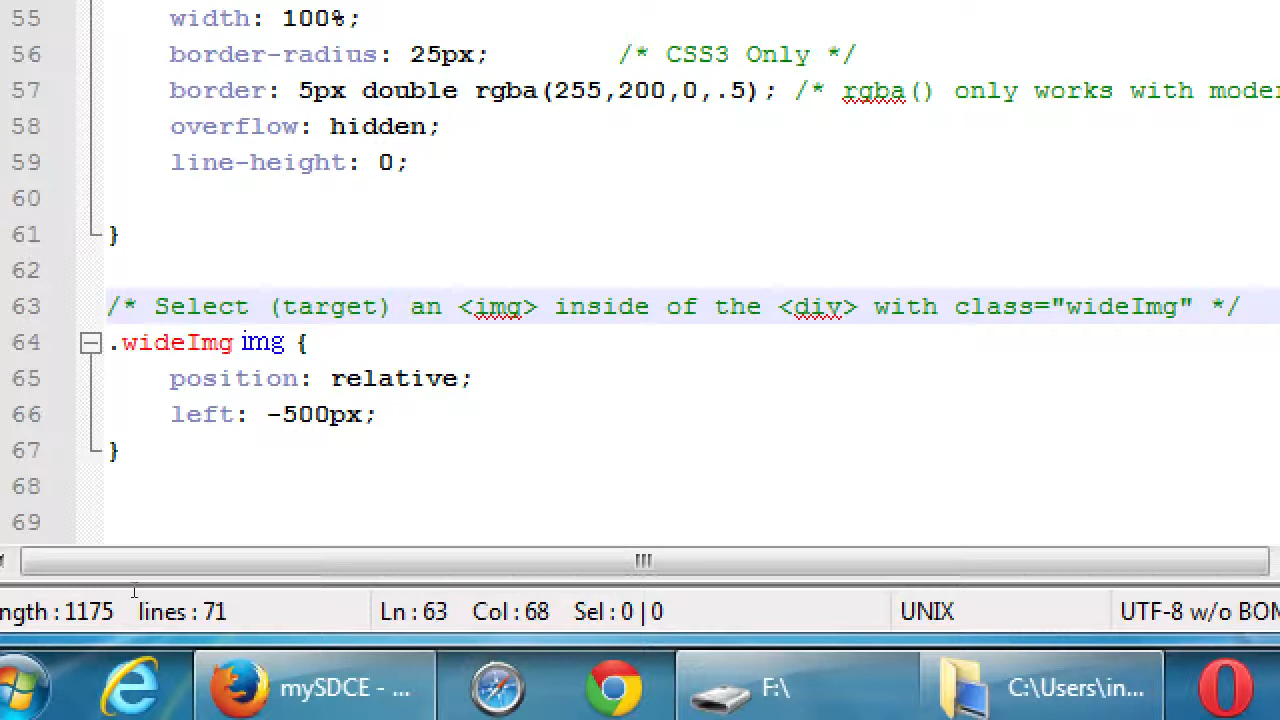 55 width: 100%;
56 border-radius: 25px; /* CSS3 Only */
57 border: 5px double rgba(255,200,0,.5); /* rgba() only works with moder
58 overflow: hidden;
59 line-height: 0;
60
61 }
62
63 /* Select (target) an <img> inside of the <div> with class="wideImg" */
64 .wideImg img {
65 position: relative;
66 left: -500px;
67 }
68
69
ngth : 1175 lines : 71 Ln : 63 Col : 68 Sel : 0 | 0 UNIX UTF-8 w/o BOM
mySDCE - ... F:\ C:\Users\in...